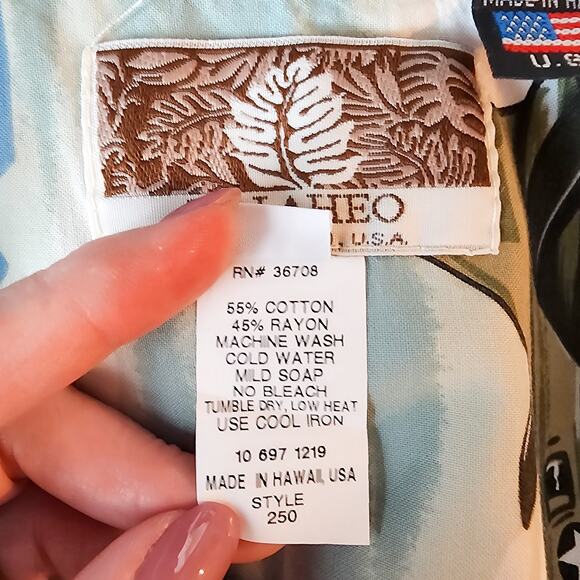 MADE IN
U.S.
LAHEO
U.S.A.
RN# 36708
55% COTTON
45% RAYON
MACHINE WASH
COLD WATER
MILD SOAP
NO BLEACH
TUMBLE DRY, LOW HEAT
USE COOL IRON
10 697 1219
MADE IN HAWAII, USA
STYLE
250